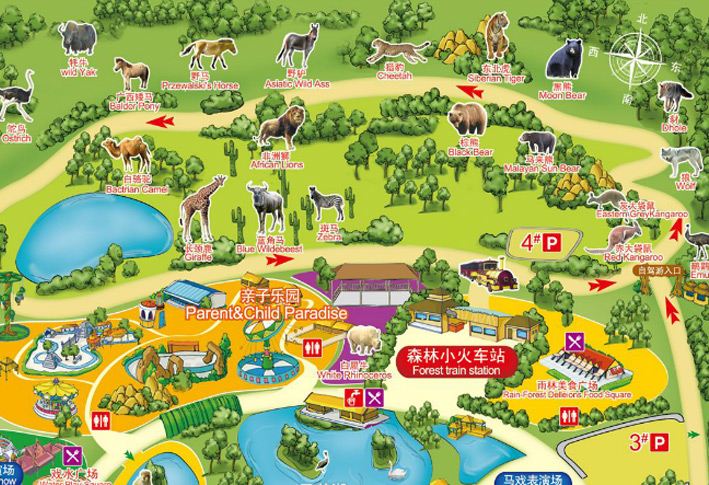 北
西
东
南
牦牛
wild Yak
野马
Przewalski's Horse
野驴
Asiatic Wild Ass
猎豹
Cheetah
东北虎
Siberian Tiger
黑熊
Moon Bear
豺
Dhole
广西矮马
Baidor Pony
鸵鸟
Ostrich
非洲狮
African Lions
棕熊
Black Bear
马来熊
Malayan Sun Bear
狼
Wolf
白骆驼
Bactrian Camel
灰大袋鼠
Eastern GreyKangaroo
长颈鹿
Giraffe
蓝角马
Blue Wildebeest
斑马
Zebra
4# P
赤大袋鼠
Red Kangaroo
自驾游入口
鸸鹋
Emu
亲子乐园
Parent&Child Paradise
白犀牛
White Rhinoceros
森林小火车站
Forest train station
雨林美食广场
Rain-Forest Delleions Food Square
3# P
戏水广场
Water Play Square
马戏表演场